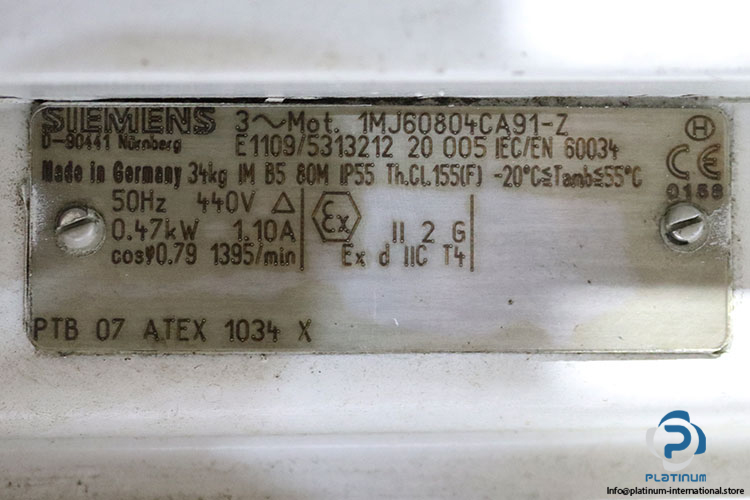 SIEMENS 3~Mot. 1MJ60804CA91-Z
D-90441 Nürnberg E1109/5313212 20 005 IEC/EN 60034
Made in Germany 34kg IM B5 80M IP55 Th.Cl.155(F) -20°C≦Tamb≦55°C
H
CE
0158
50Hz 440V Δ
0.47kW 1.10A
cosφ0.79 1395/min
Ex II 2 G
Ex d IIC T4
PTB 07 ATEX 1034 X
PLATINUM
Info@platinum-international.store